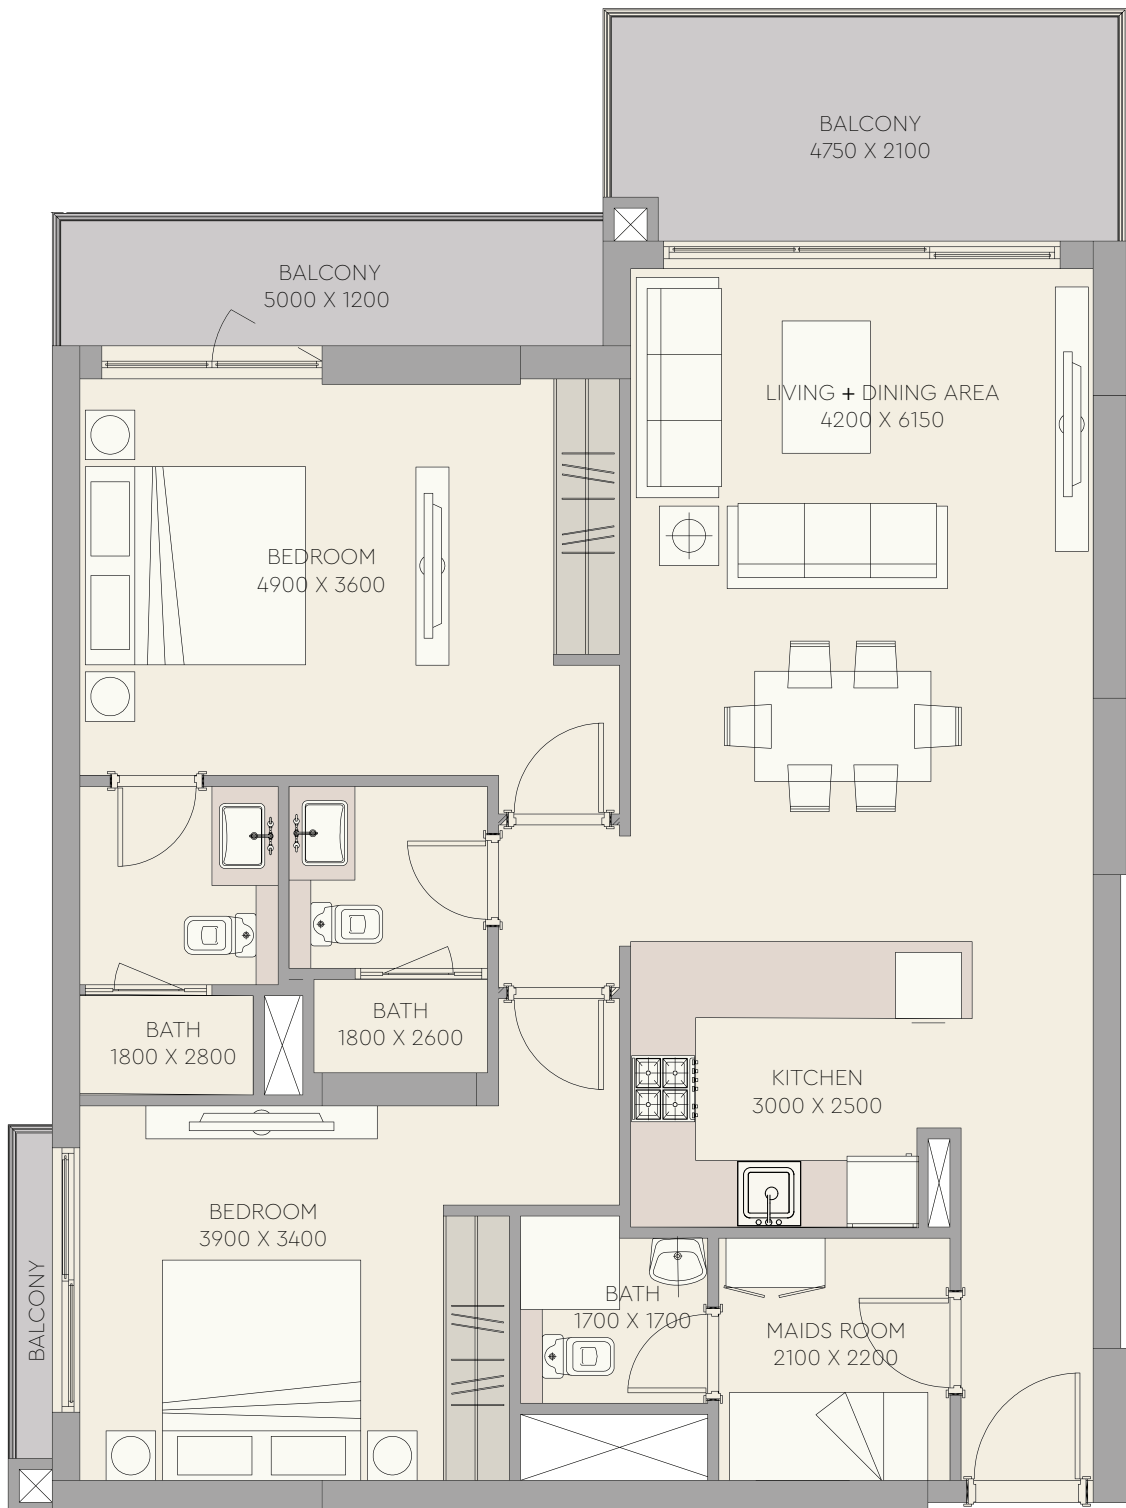 BALCONY
4750 X 2100
BALCONY
5000 X 1200
LIVING + DINING AREA
4200 X 6150
BEDROOM
4900 X 3600
BATH
1800 X 2800
BATH
1800 X 2600
KITCHEN
3000 X 2500
BEDROOM
3900 X 3400
BALCONY
BATH
1700 X 1700
MAIDS ROOM
2100 X 2200